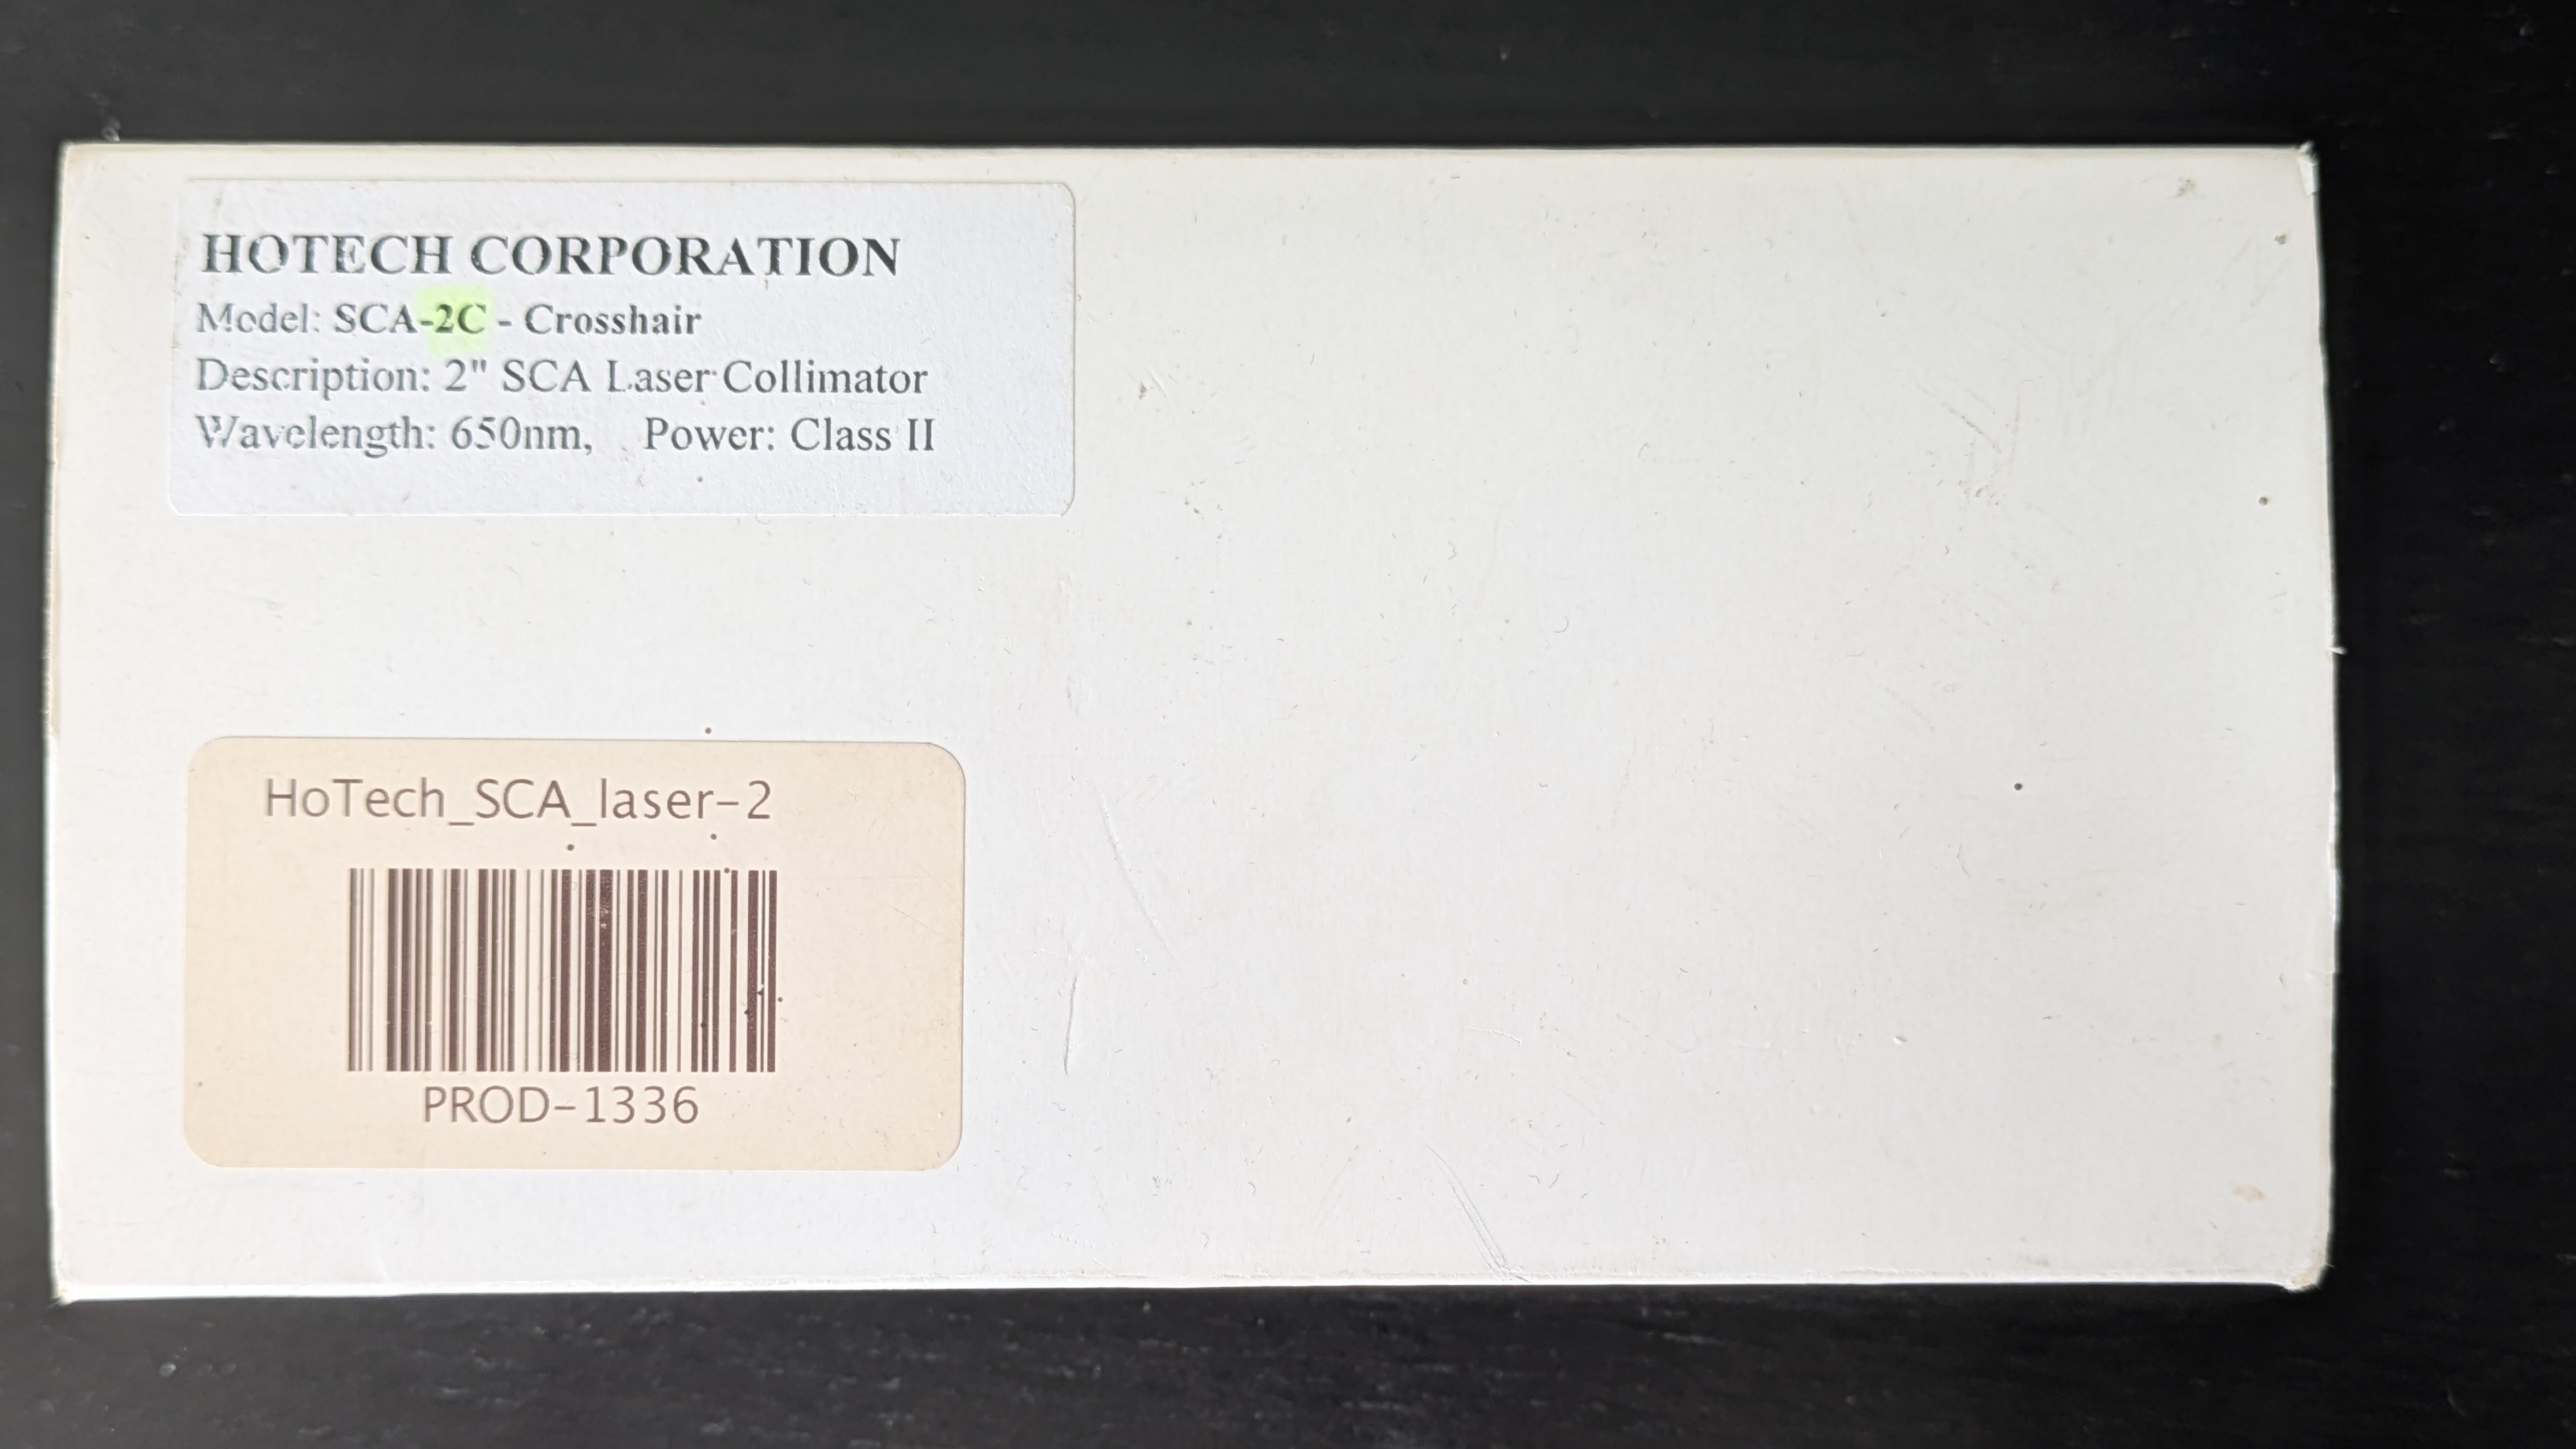 HOTECH CORPORATION
Model: SCA-2C - Crosshair
Description: 2" SCA Laser Collimator
Wavelength: 650nm, Power: Class II
HoTech_SCA_laser-2
PROD-1336